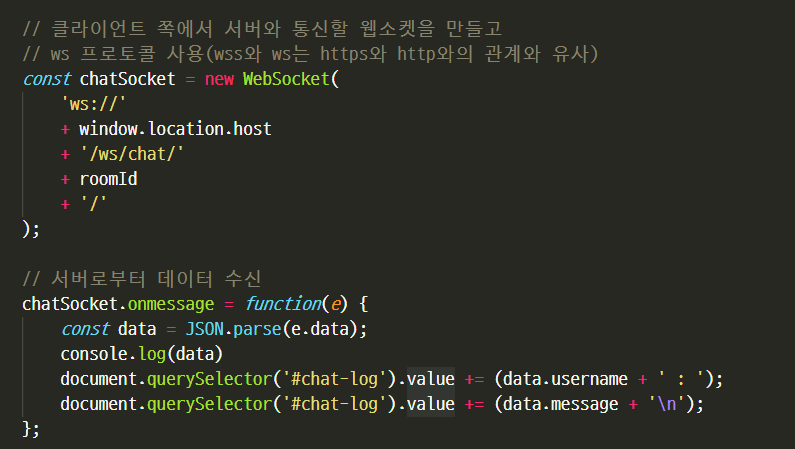 // 클라이언트 쪽에서 서버와 통신할 웹소켓을 만들고
// ws 프로토콜 사용(wss와 ws는 https와 http와의 관계와 유사)
const chatSocket = new WebSocket(
    'ws://'
    + window.location.host
    + '/ws/chat/'
    + roomId
    + '/'
);

// 서버로부터 데이터 수신
chatSocket.onmessage = function(e) {
    const data = JSON.parse(e.data);
    console.log(data)
    document.querySelector('#chat-log').value += (data.username + ' : ');
    document.querySelector('#chat-log').value += (data.message + '\n');
};